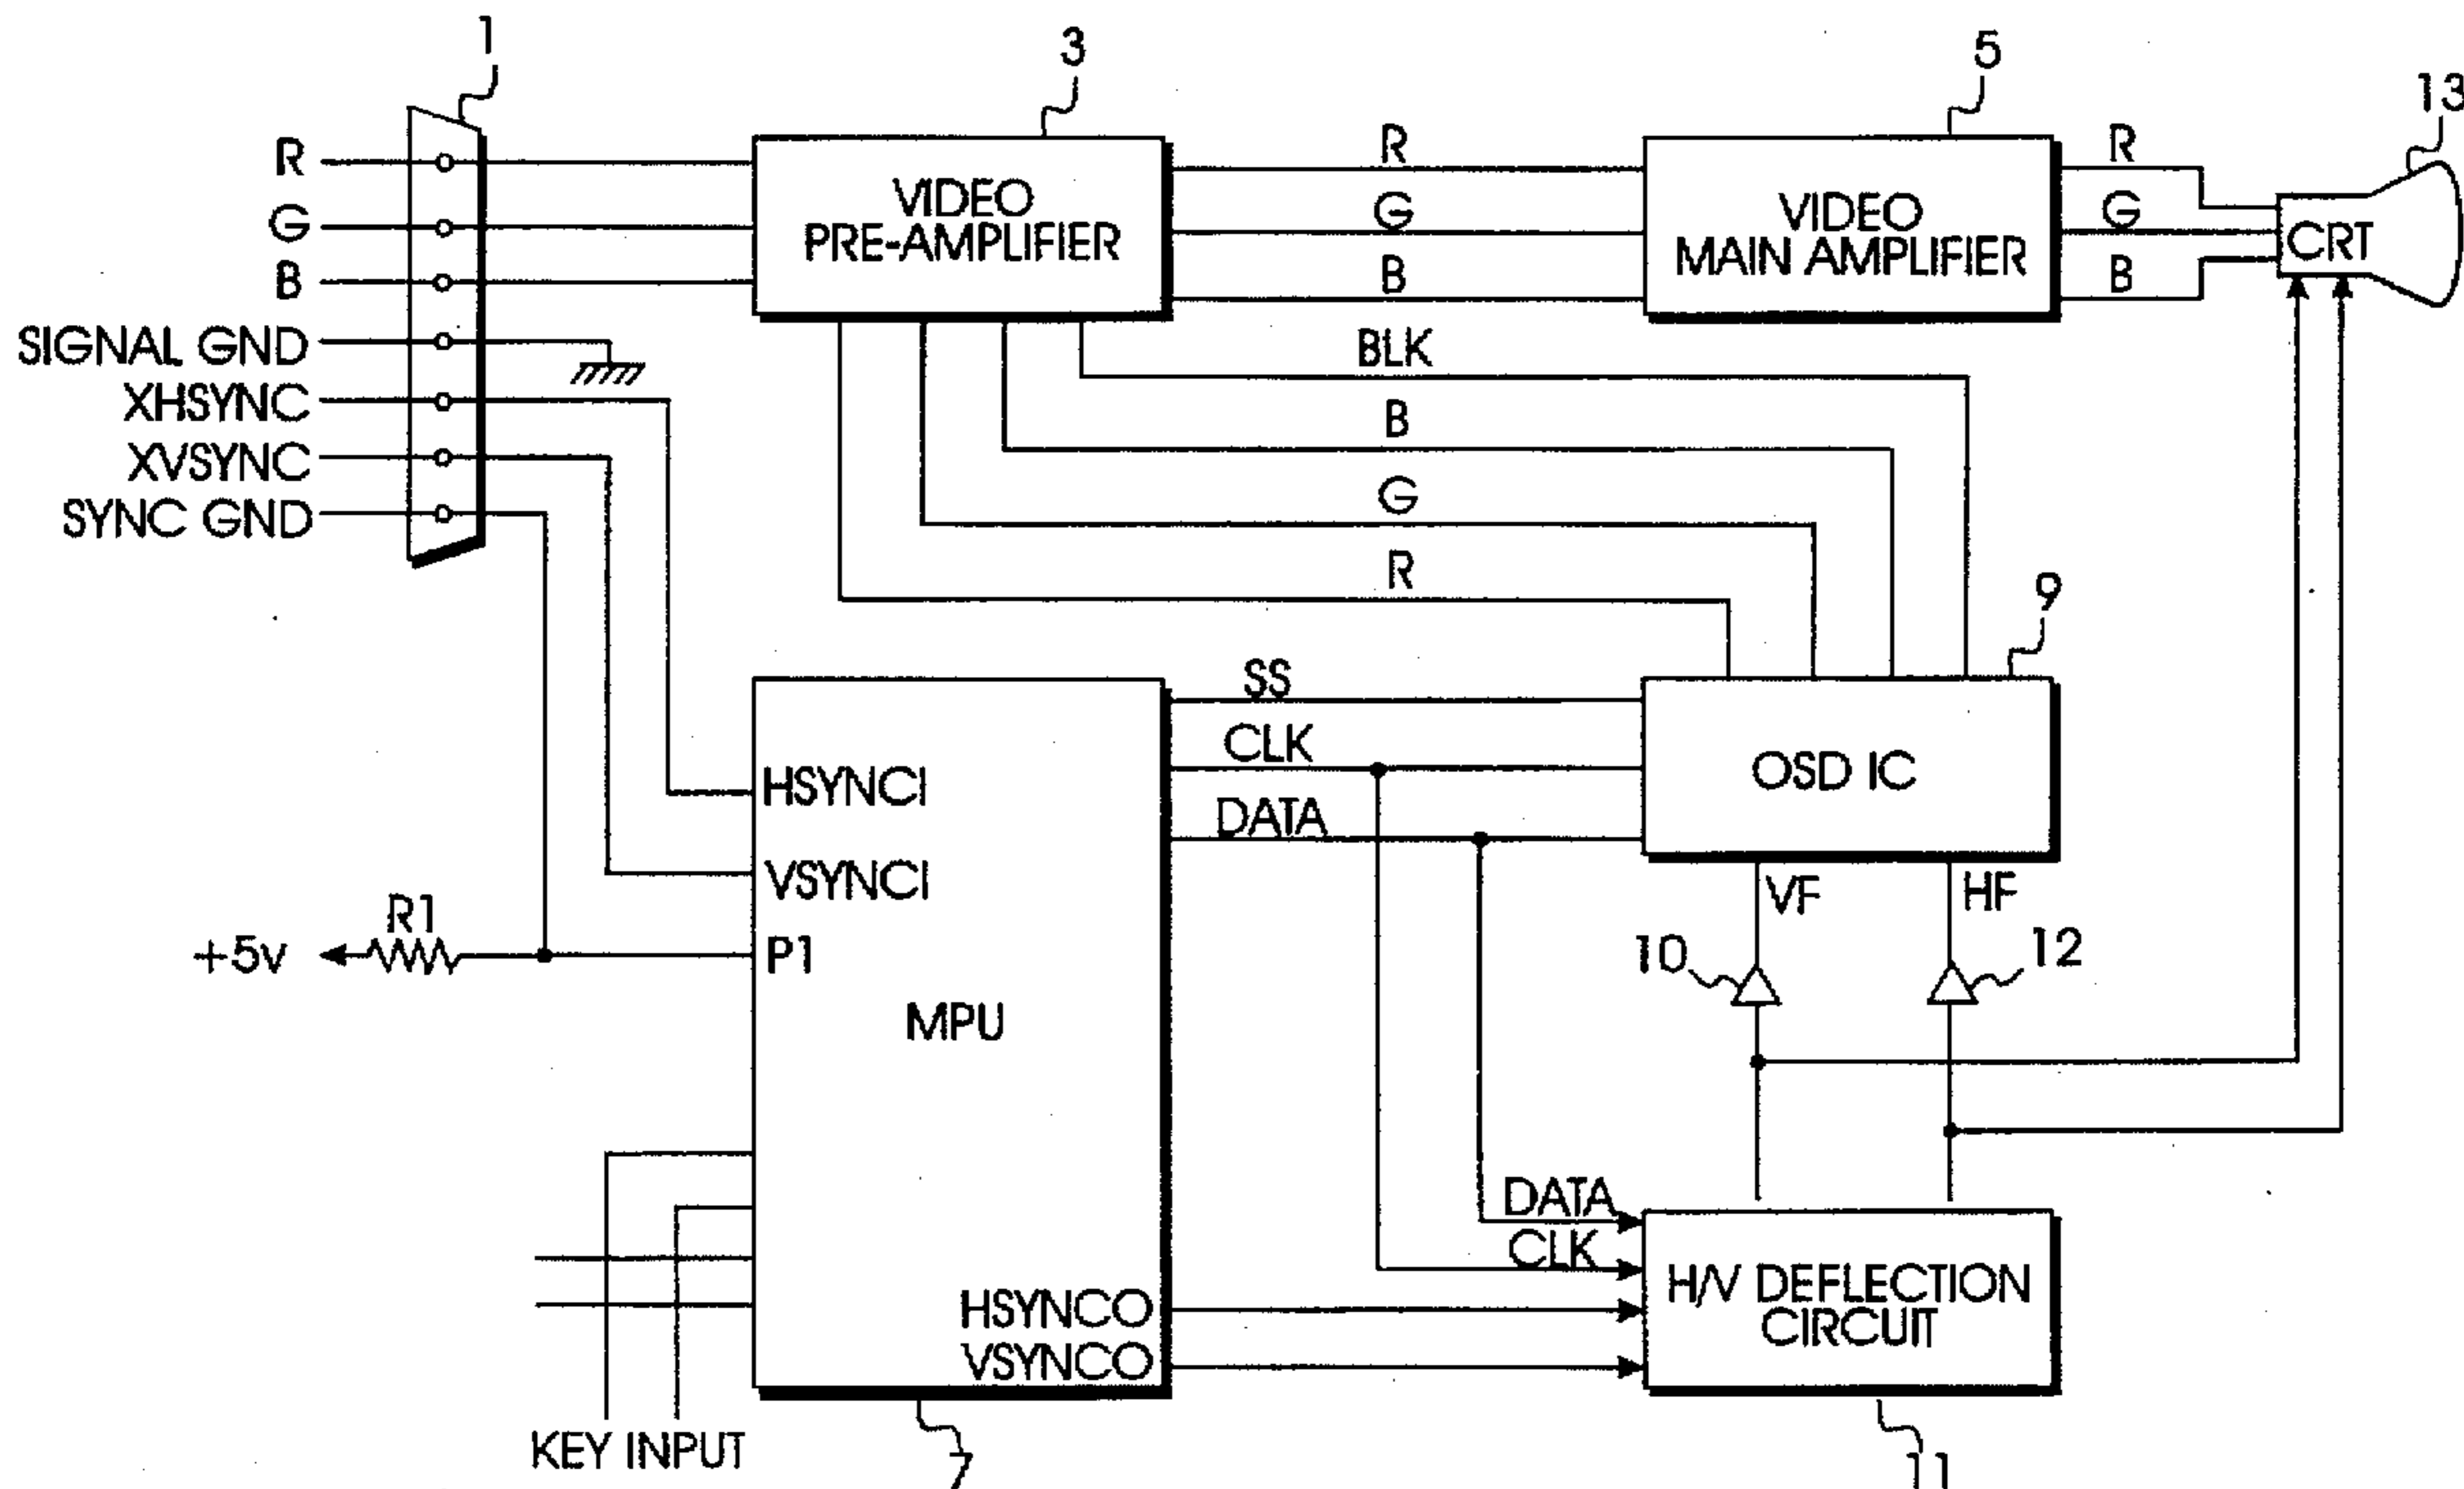 1
3
5
13
R
G
B
SIGNAL GND
XHSYNC
XVSYNC
SYNC GND
VIDEO
PRE-AMPLIFIER
R
G
B
VIDEO
MAIN AMPLIFIER
R
G
B
CRT
BLK
B
G
R
9
SS
CLK
DATA
OSD IC
HSYNCI
VSYNCI
P1
MPU
R1
+5v
VF
HF
10
12
DATA
CLK
H/V DEFLECTION
CIRCUIT
HSYNCO
VSYNCO
KEY INPUT
7
11